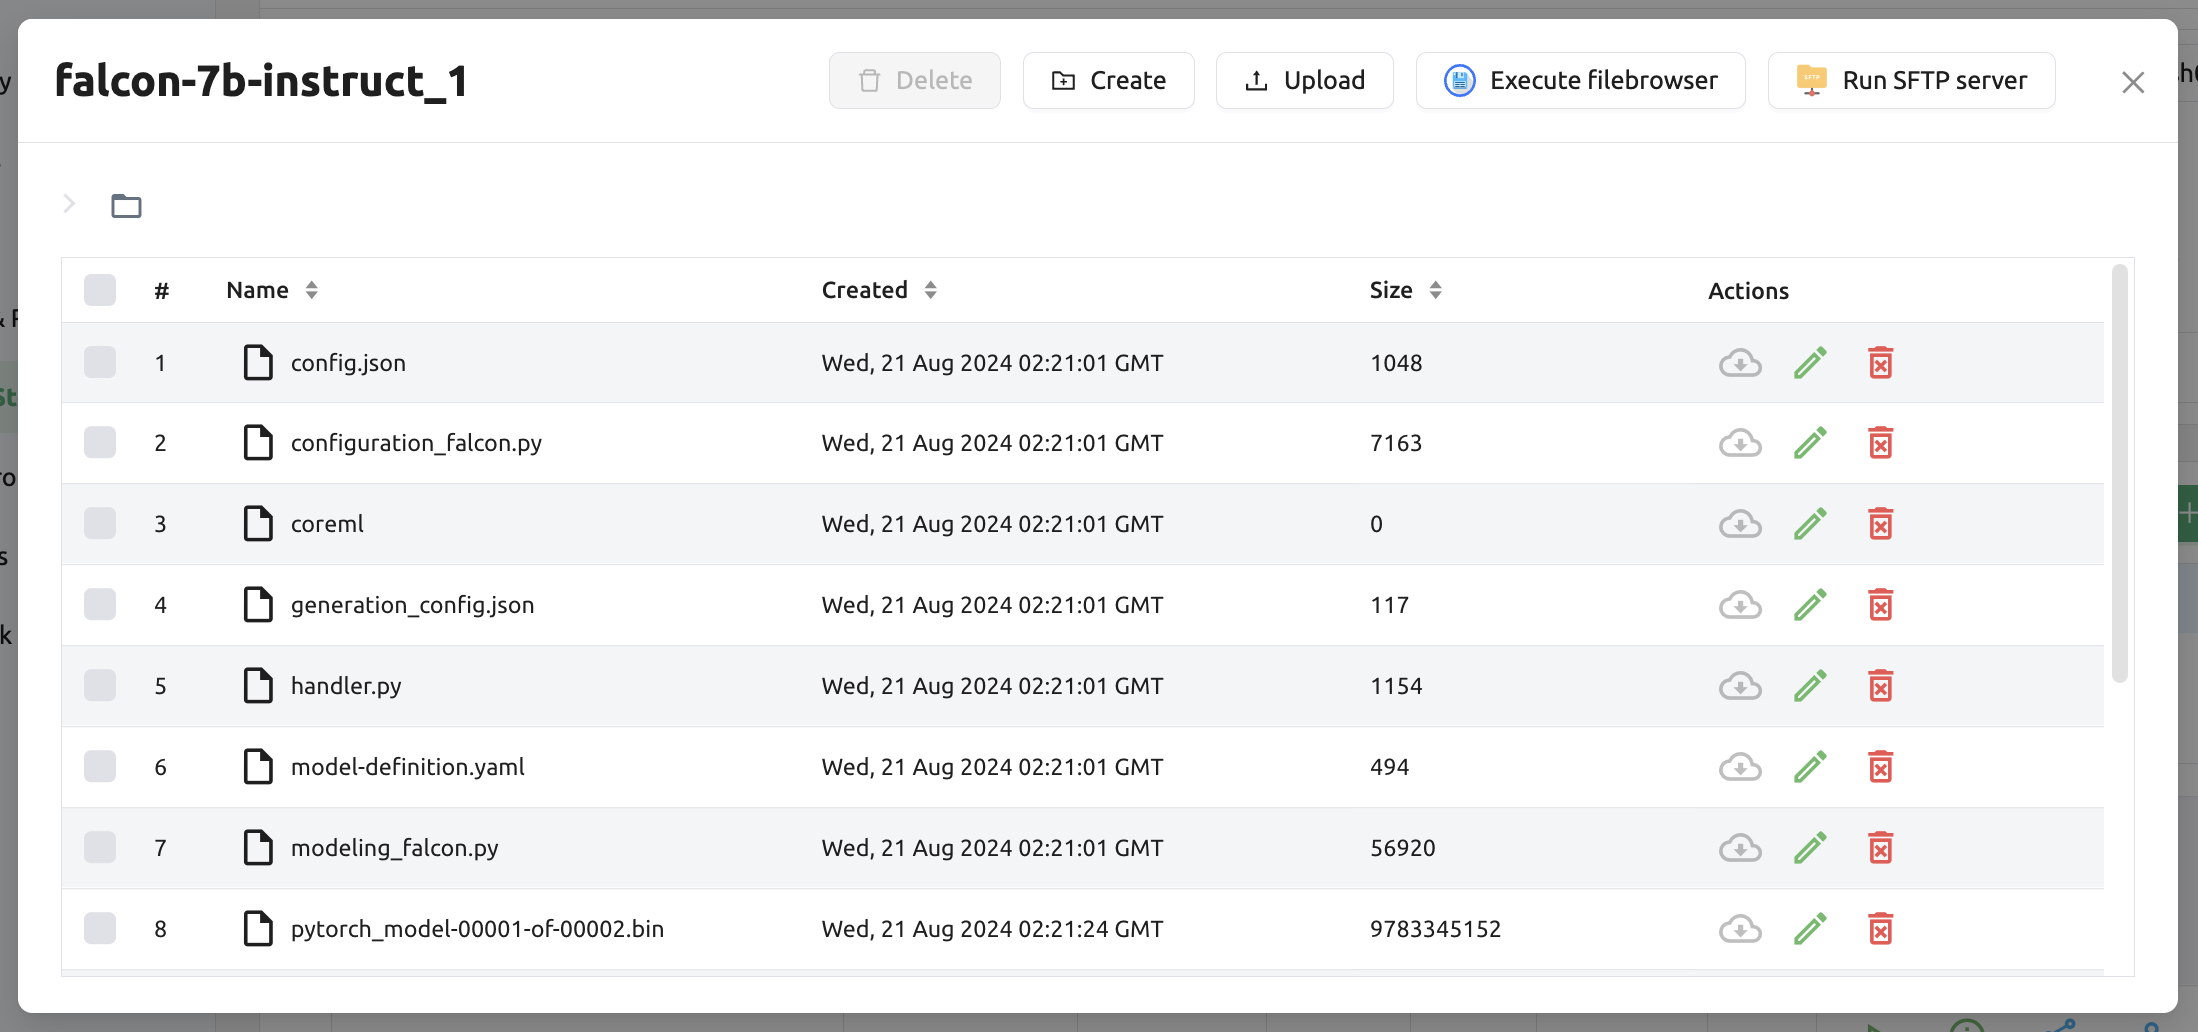 falcon-7b-instruct_1 Delete Create Upload Execute filebrowser Run SFTP server
# Name Created Size Actions
1 config.json Wed, 21 Aug 2024 02:21:01 GMT 1048
2 configuration_falcon.py Wed, 21 Aug 2024 02:21:01 GMT 7163
3 coreml Wed, 21 Aug 2024 02:21:01 GMT 0
4 generation_config.json Wed, 21 Aug 2024 02:21:01 GMT 117
5 handler.py Wed, 21 Aug 2024 02:21:01 GMT 1154
6 model-definition.yaml Wed, 21 Aug 2024 02:21:01 GMT 494
7 modeling_falcon.py Wed, 21 Aug 2024 02:21:01 GMT 56920
8 pytorch_model-00001-of-00002.bin Wed, 21 Aug 2024 02:21:24 GMT 9783345152